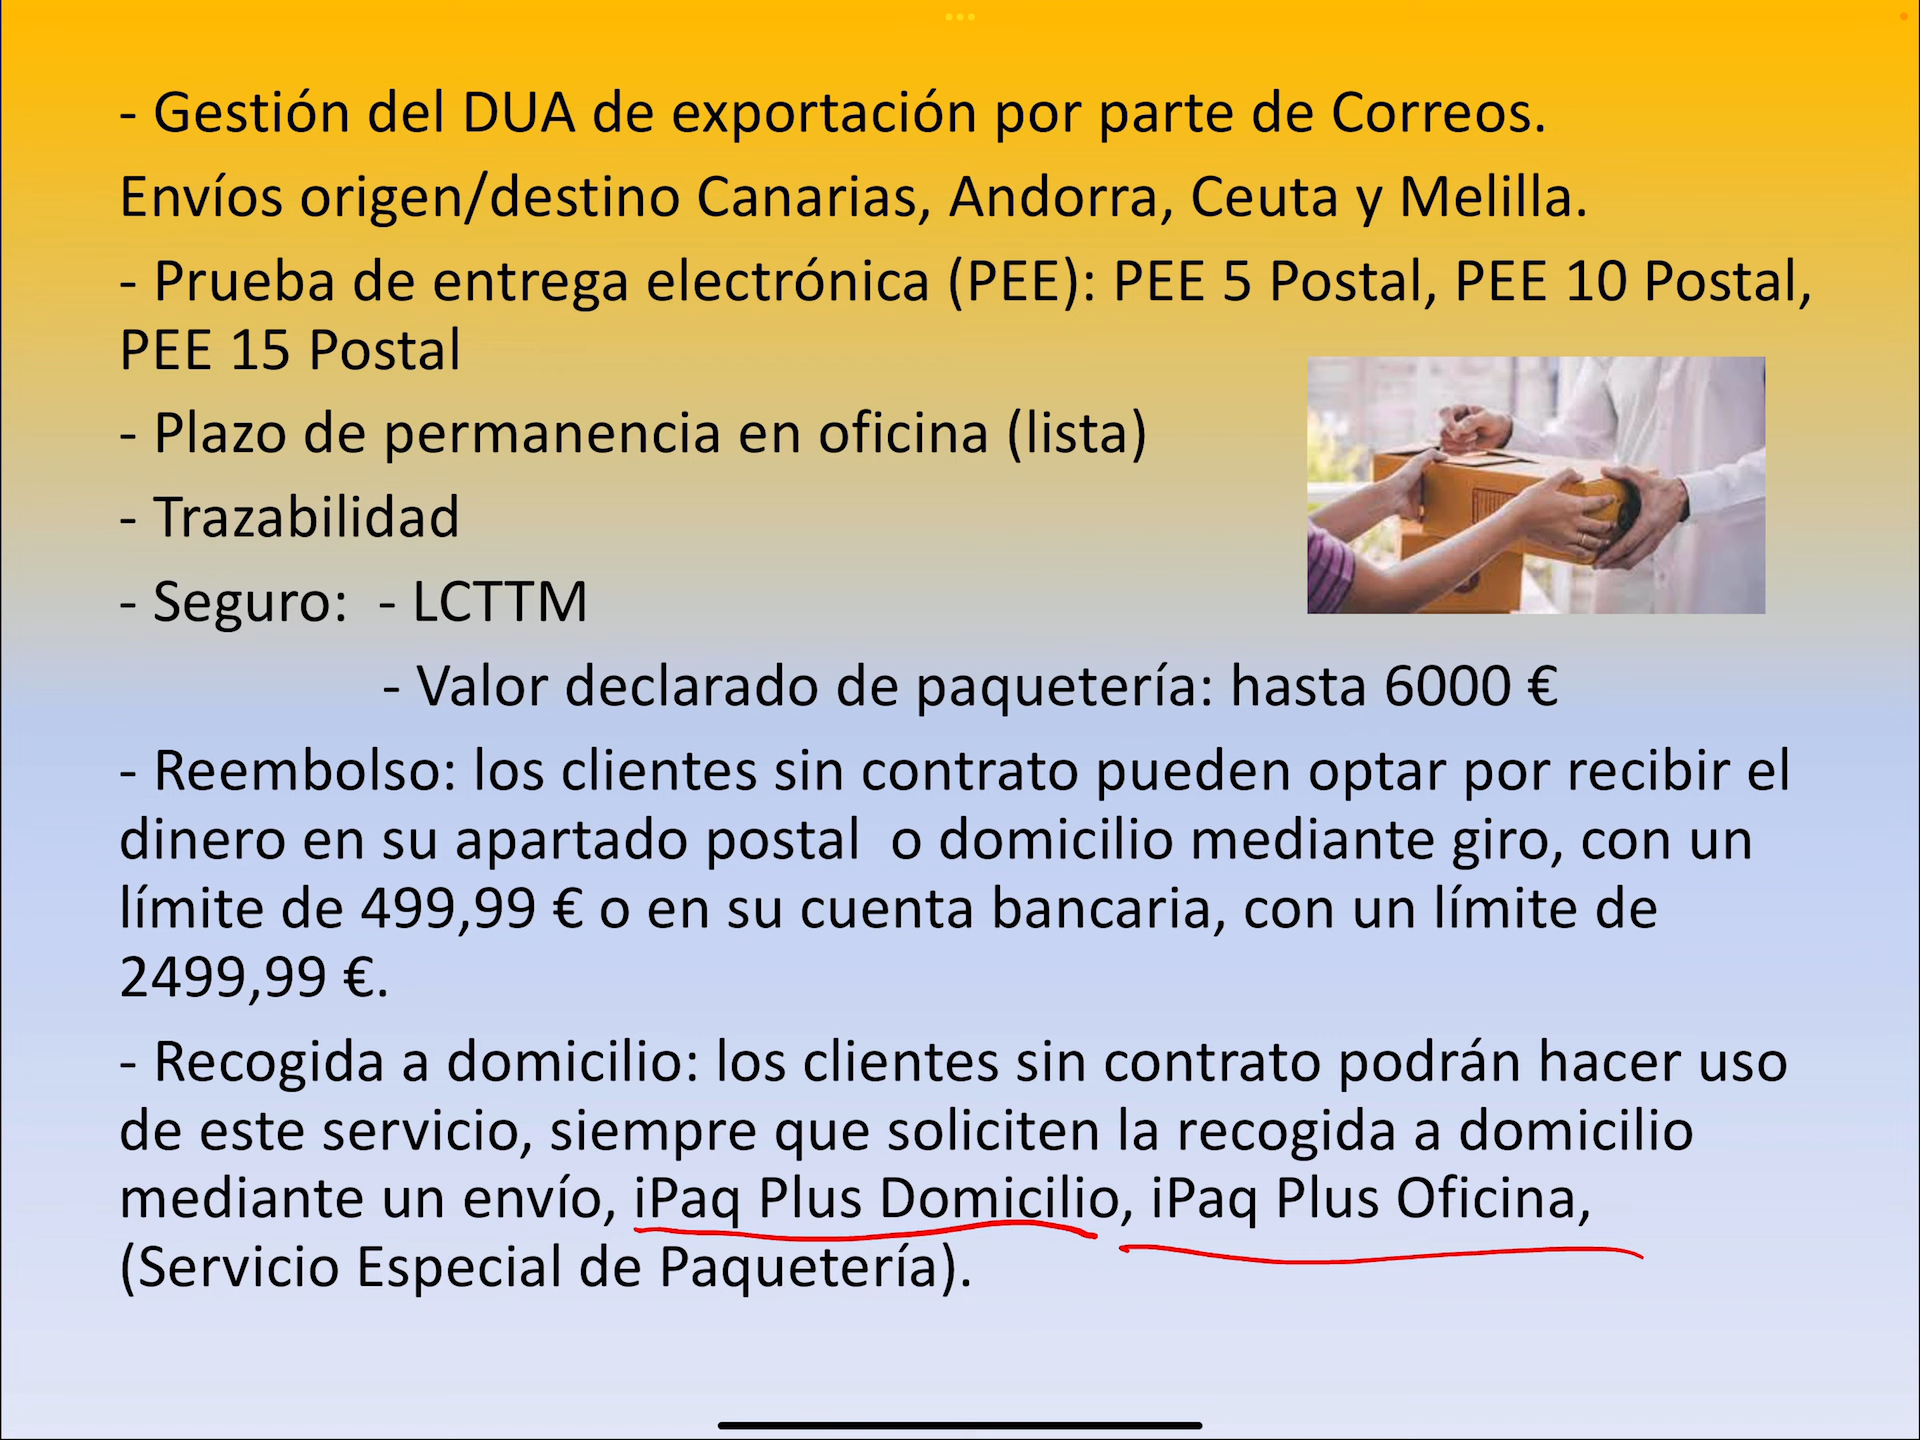 - Gestión del DUA de exportación por parte de Correos.
Envíos origen/destino Canarias, Andorra, Ceuta y Melilla.
- Prueba de entrega electrónica (PEE): PEE 5 Postal, PEE 10 Postal,
PEE 15 Postal
- Plazo de permanencia en oficina (lista)
- Trazabilidad
- Seguro: - LCTTM
- Valor declarado de paquetería: hasta 6000 €
- Reembolso: los clientes sin contrato pueden optar por recibir el
dinero en su apartado postal o domicilio mediante giro, con un
límite de 499,99 € o en su cuenta bancaria, con un límite de
2499,99 €.
- Recogida a domicilio: los clientes sin contrato podrán hacer uso
de este servicio, siempre que soliciten la recogida a domicilio
mediante un envío, iPaq Plus Domicilio, iPaq Plus Oficina,
(Servicio Especial de Paquetería).